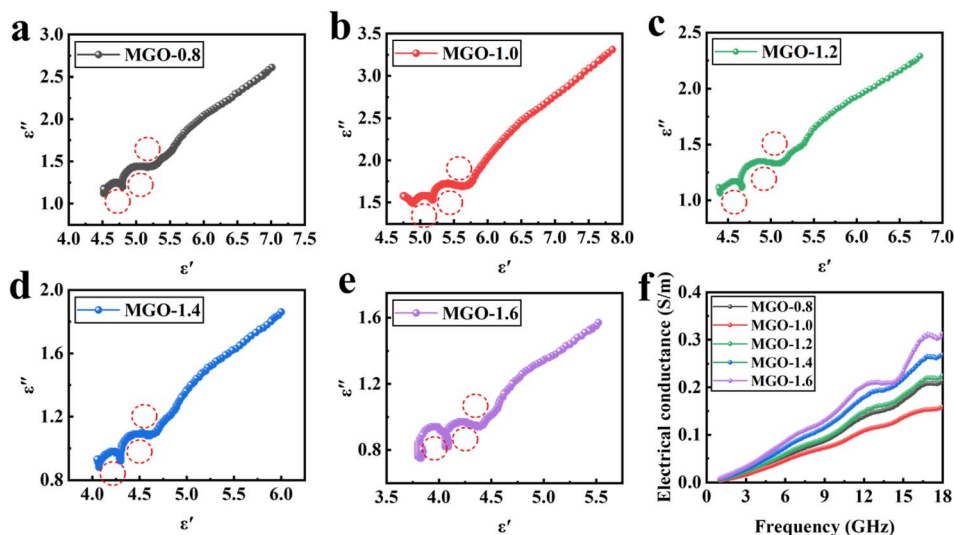 a
MGO-0.8
ε″
2.5
2.0
1.5
1.0
4.0 4.5 5.0 5.5 6.0 6.5 7.0
ε′
b
MGO-1.0
ε″
3.5
3.0
2.5
2.0
1.5
4.5 5.0 5.5 6.0 6.5 7.0 7.5 8.0
ε′
c
MGO-1.2
ε″
2.5
2.0
1.5
1.0
4.5 5.0 5.5 6.0 6.5 7.0
ε′
d
MGO-1.4
ε″
2.0
1.6
1.2
0.8
4.0 4.5 5.0 5.5 6.0
ε′
e
MGO-1.6
ε″
1.6
1.2
0.8
3.5 4.0 4.5 5.0 5.5
ε′
f
MGO-0.8
MGO-1.0
MGO-1.2
MGO-1.4
MGO-1.6
Electrical conductance (S/m)
0.4
0.3
0.2
0.1
0.0
0 3 6 9 12 15 18
Frequency (GHz)